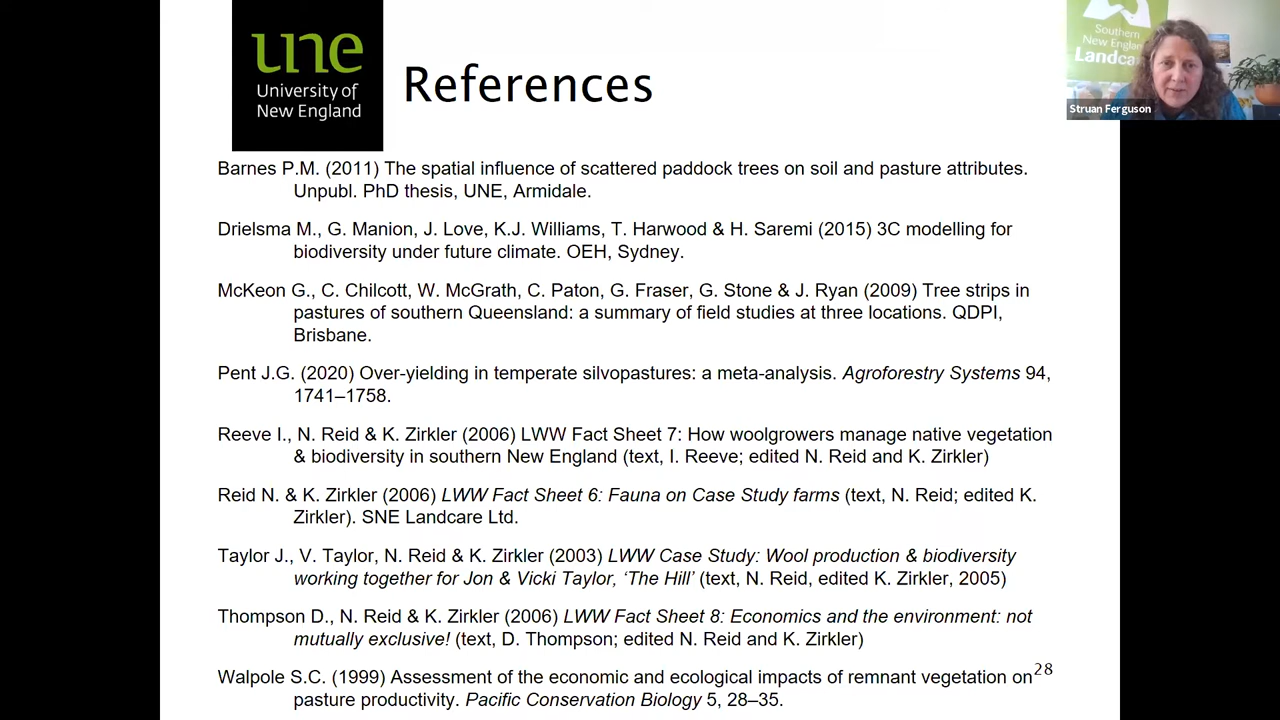 une
University of
New England
References
Southern
New England
Landca
Struan Ferguson
Barnes P.M. (2011) The spatial influence of scattered paddock trees on soil and pasture attributes.
Unpubl. PhD thesis, UNE, Armidale.
Drielsma M., G. Manion, J. Love, K.J. Williams, T. Harwood & H. Saremi (2015) 3C modelling for
biodiversity under future climate. OEH, Sydney.
McKeon G., C. Chilcott, W. McGrath, C. Paton, G. Fraser, G. Stone & J. Ryan (2009) Tree strips in
pastures of southern Queensland: a summary of field studies at three locations. QDPI,
Brisbane.
Pent J.G. (2020) Over-yielding in temperate silvopastures: a meta-analysis. Agroforestry Systems 94,
1741–1758.
Reeve I., N. Reid & K. Zirkler (2006) LWW Fact Sheet 7: How woolgrowers manage native vegetation
& biodiversity in southern New England (text, I. Reeve; edited N. Reid and K. Zirkler)
Reid N. & K. Zirkler (2006) LWW Fact Sheet 6: Fauna on Case Study farms (text, N. Reid; edited K.
Zirkler). SNE Landcare Ltd.
Taylor J., V. Taylor, N. Reid & K. Zirkler (2003) LWW Case Study: Wool production & biodiversity
working together for Jon & Vicki Taylor, ‘The Hill’ (text, N. Reid, edited K. Zirkler, 2005)
Thompson D., N. Reid & K. Zirkler (2006) LWW Fact Sheet 8: Economics and the environment: not
mutually exclusive! (text, D. Thompson; edited N. Reid and K. Zirkler)
Walpole S.C. (1999) Assessment of the economic and ecological impacts of remnant vegetation on
28
pasture productivity. Pacific Conservation Biology 5, 28–35.